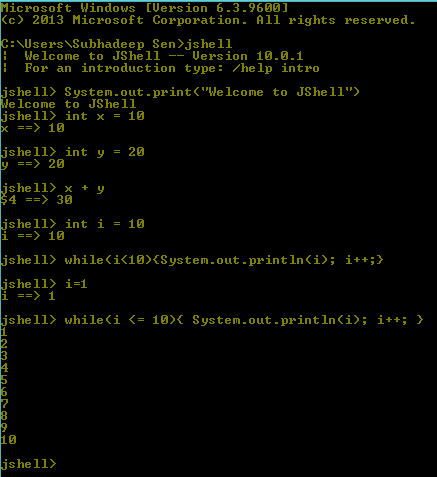 Microsoft Windows [Version 6.3.9600]
(c) 2013 Microsoft Corporation. All rights reserved.
C:\Users\Subhadeep Sen>jshell
|  Welcome to JShell -- Version 10.0.1
|  For an introduction type: /help intro
jshell> System.out.print("Welcome to JShell")
Welcome to JShell
jshell> int x = 10
x ==> 10
jshell> int y = 20
y ==> 20
jshell> x + y
$4 ==> 30
jshell> int i = 10
i ==> 10
jshell> while(i<10){System.out.println(i); i++;}
jshell> i=1
i ==> 1
jshell> while(i <= 10){ System.out.println(i); i++; }
1
2
3
4
5
6
7
8
9
10
jshell>